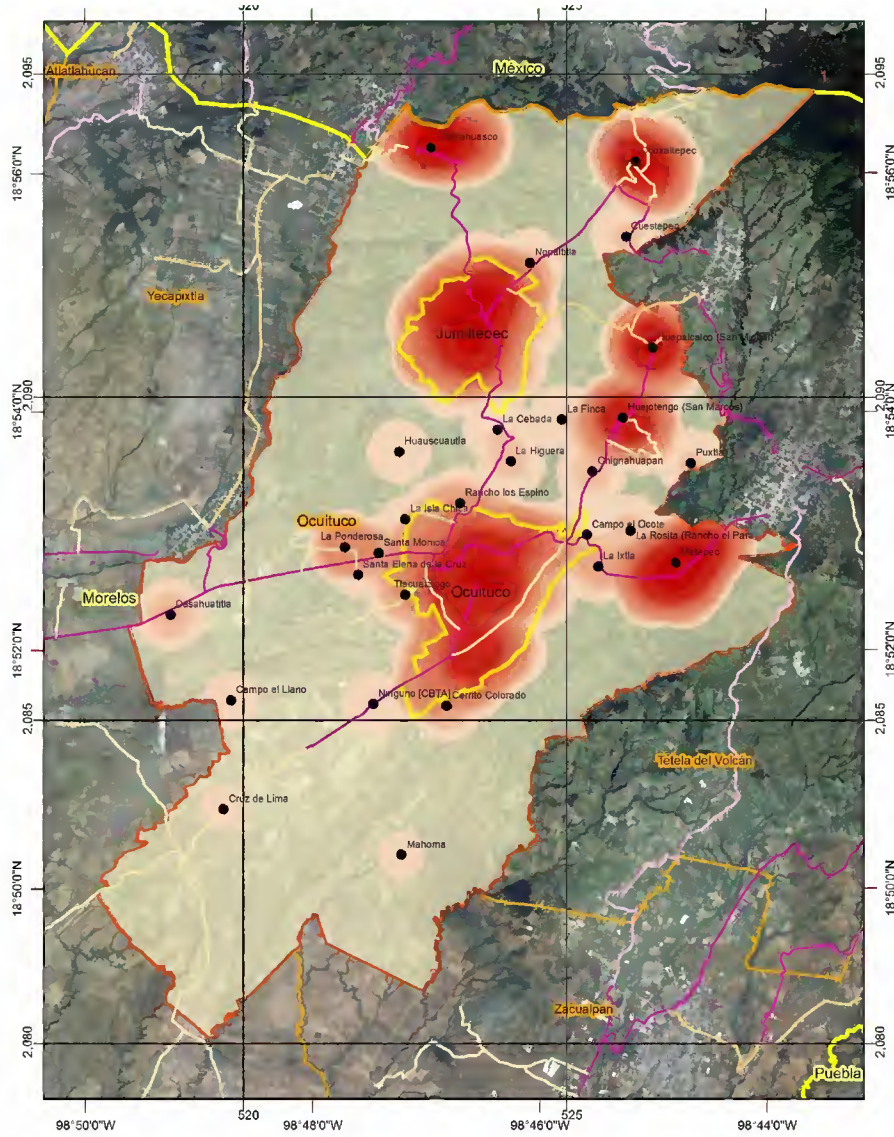 520
525
México
Atlatlahucan
2,095
2,095
18°56'0"N
18°56'0"N
Cuestepec
Nopalbtla
Yecapixtla
Jumiltepec
2,090
2,090
18°54'0"N
18°54'0"N
Huejotengo (San Marcos)
La Finca
La Cebada
Huauscuautla
La Higuera
Puxtla
Chignahuapan
Rancho los Espino
La Isla Chica
Ocuituco
Campo el Ocote
La Rosita (Rancho el Para
La Ponderosa
Santa Monica
La Ixtla
Santa Elena de la Cruz
Ocuituco
Morelos
Casahuatitla
18°52'0"N
18°52'0"N
Campo el Llano
Ninguno [CBTA]
Cerrito Colorado
2,085
2,085
Tetela del Volcán
Cruz de Lima
Mahoma
18°50'0"N
18°50'0"N
Zacualpan
2,080
2,080
Puebla
98°50'0"W
520
98°48'0"W
98°46'0"W
525
98°44'0"W